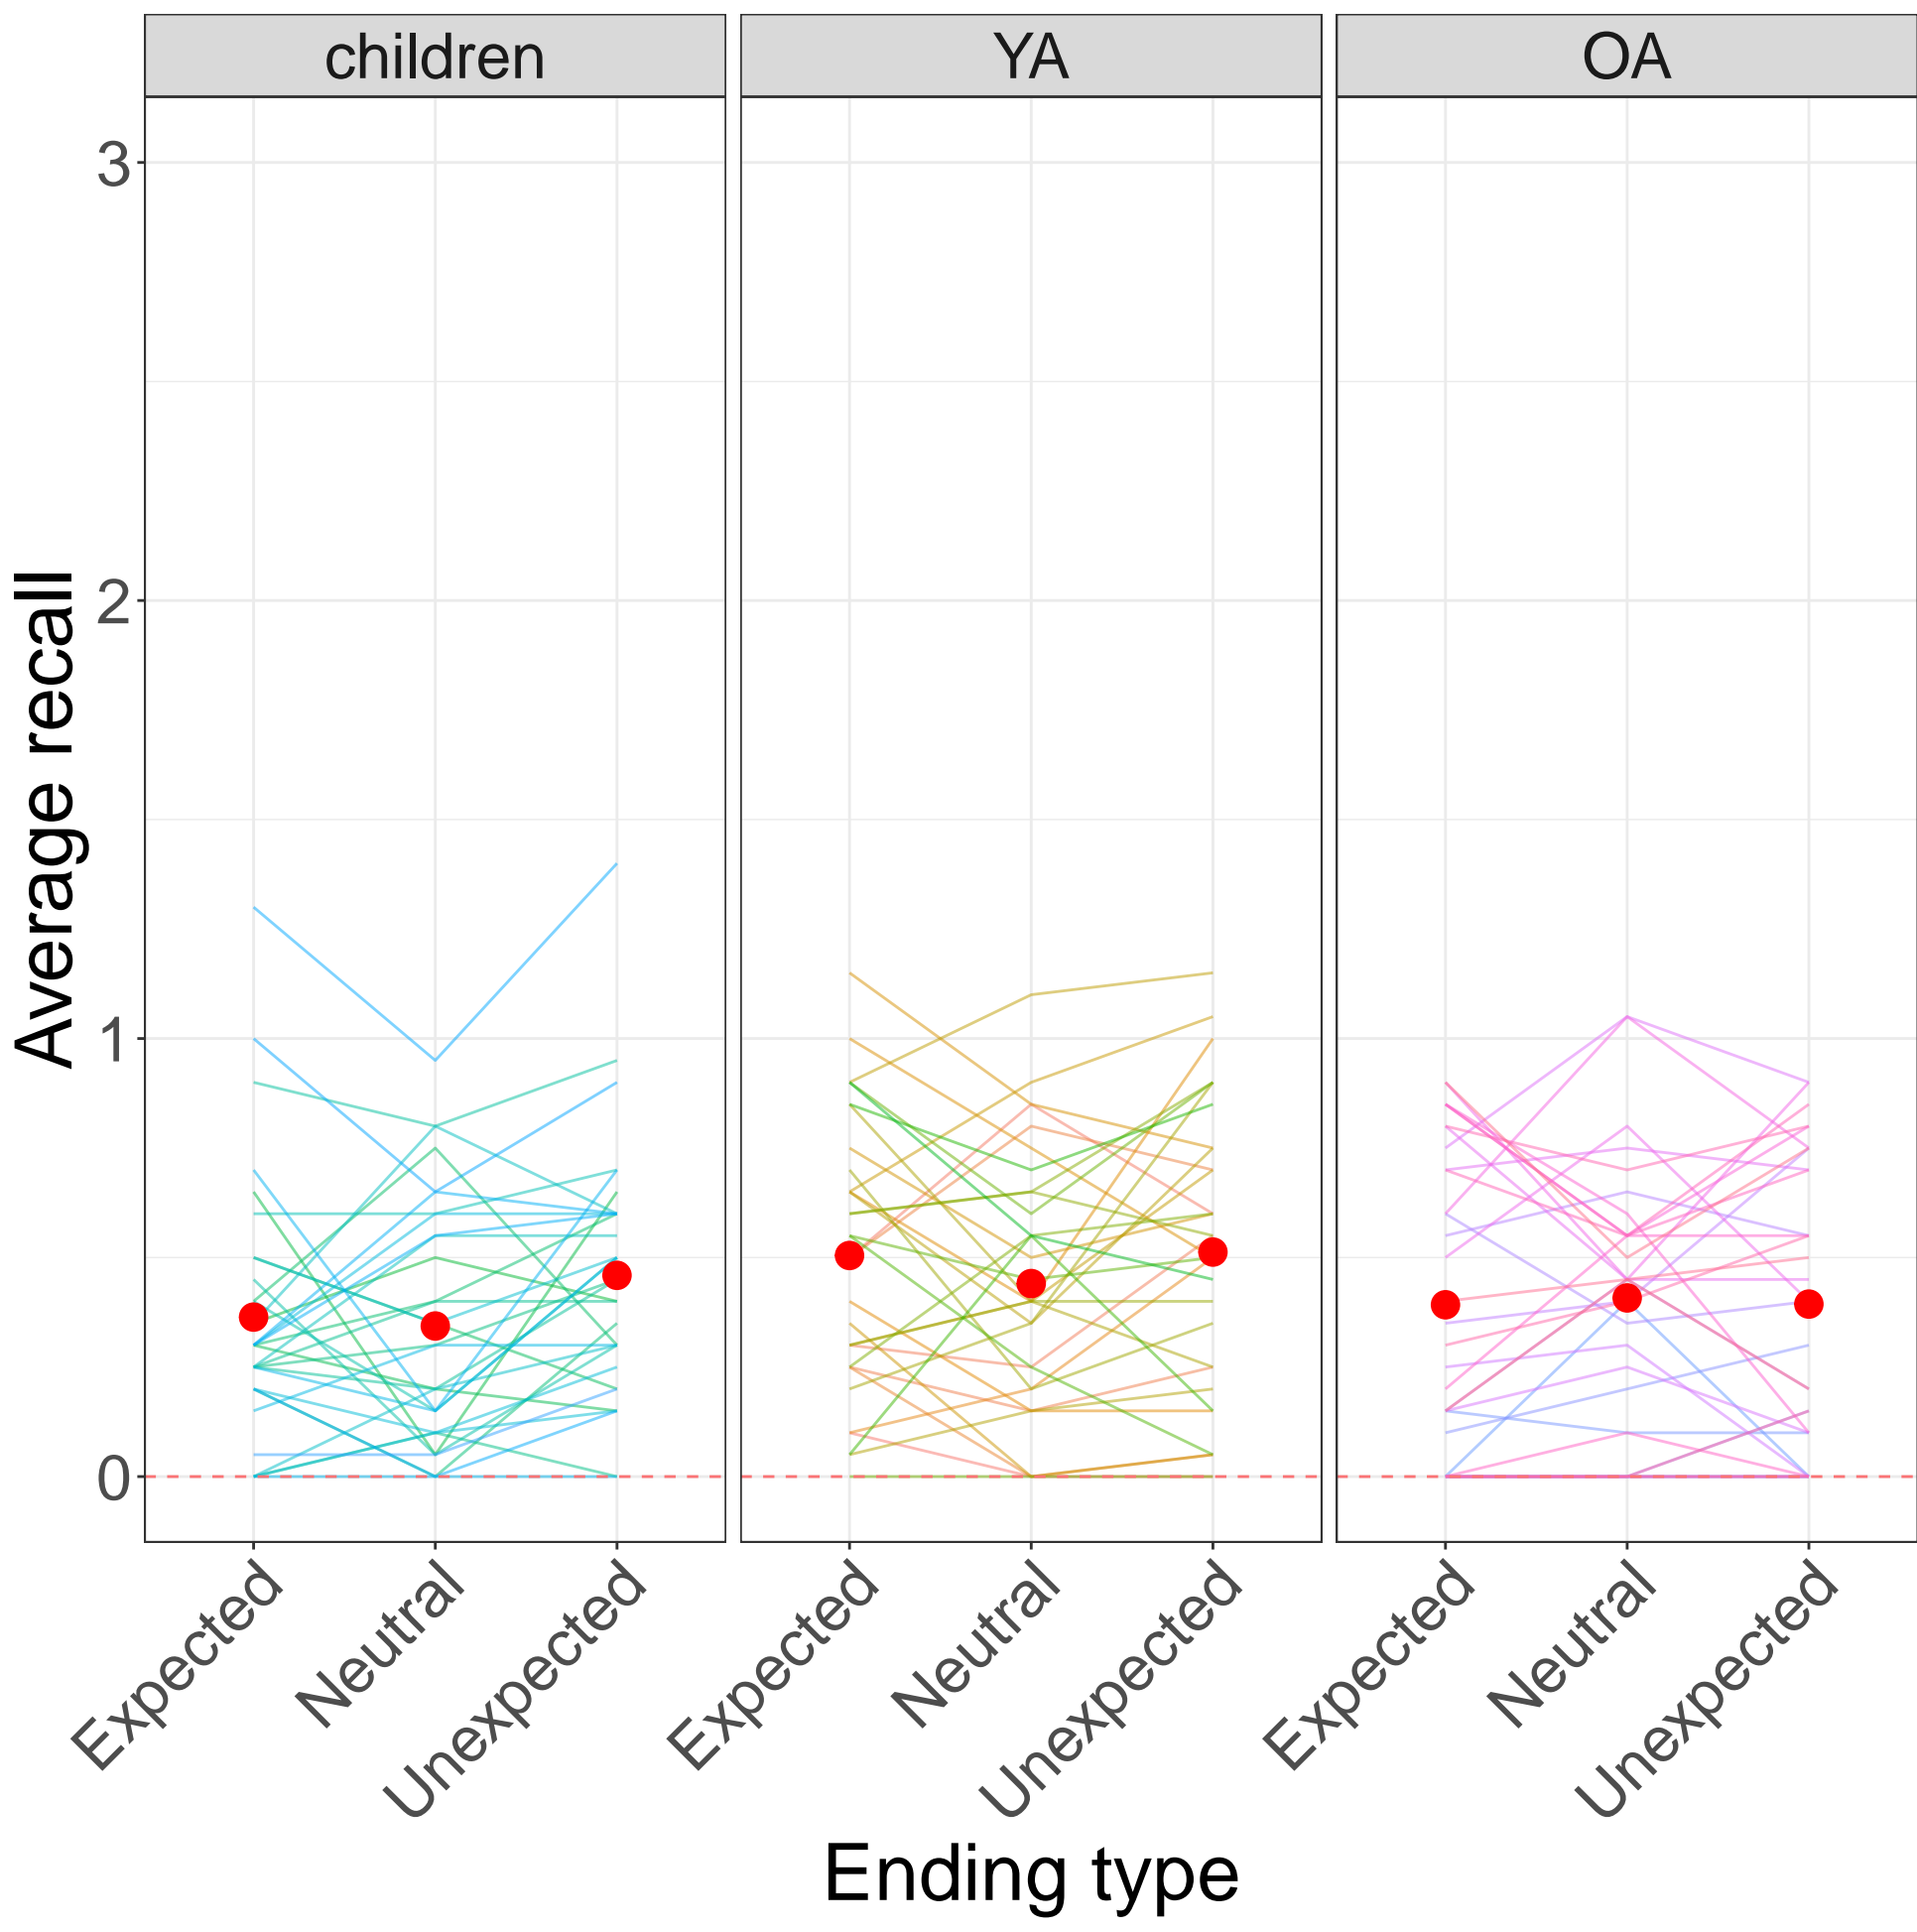 children
YA
OA
Average recall
3
2
1
0
Expected
Neutral
Unexpected
Expected
Neutral
Unexpected
Expected
Neutral
Unexpected
Ending type